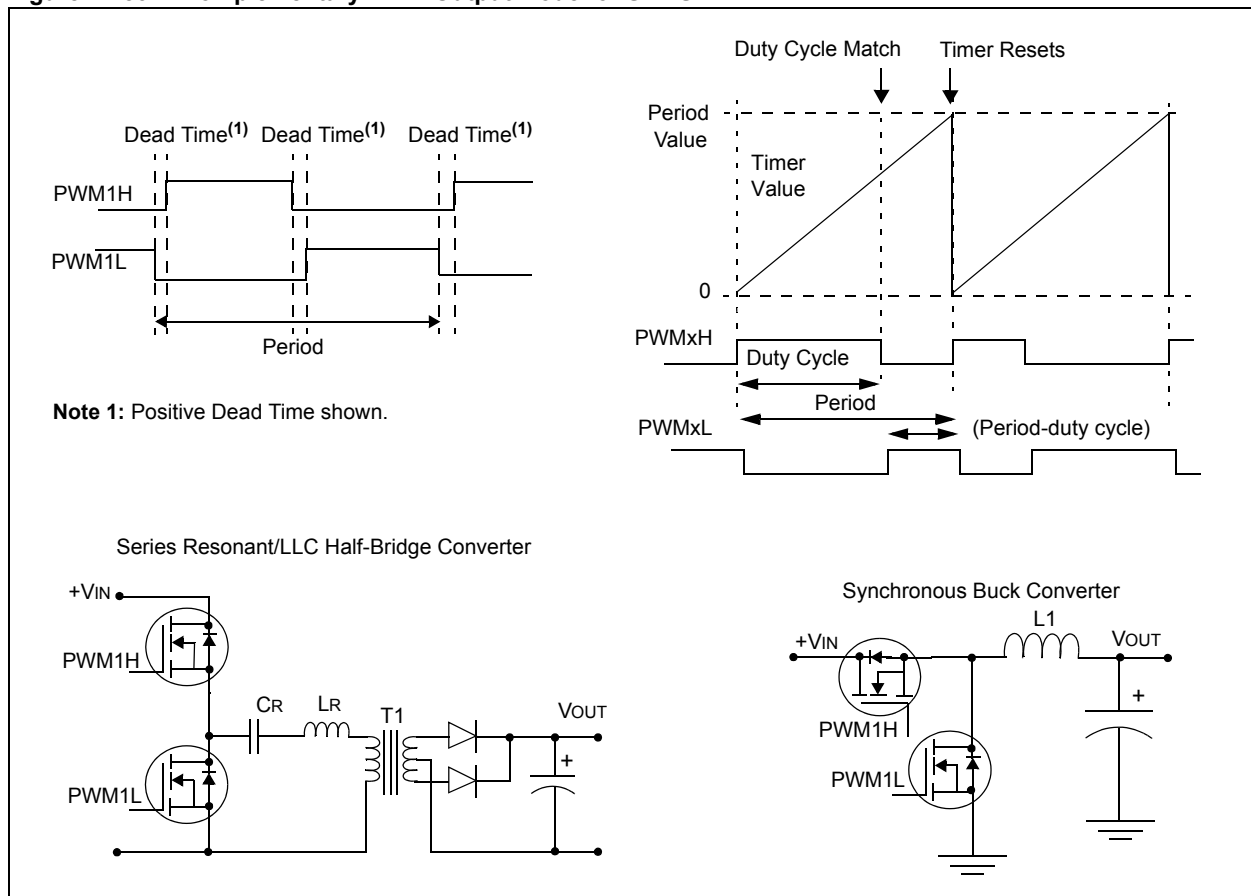 Dead Time(1) Dead Time(1) Dead Time(1)
PWM1H
PWM1L
Period
Note 1: Positive Dead Time shown.
Duty Cycle Match Timer Resets
Period
Value
Timer
Value
0
PWMxH
Duty Cycle
Period
PWMxL
(Period-duty cycle)
Series Resonant/LLC Half-Bridge Converter
+VIN
PWM1H
CR LR T1 VOUT
+
PWM1L
Synchronous Buck Converter
L1
+VIN VOUT
+
PWM1H
PWM1L